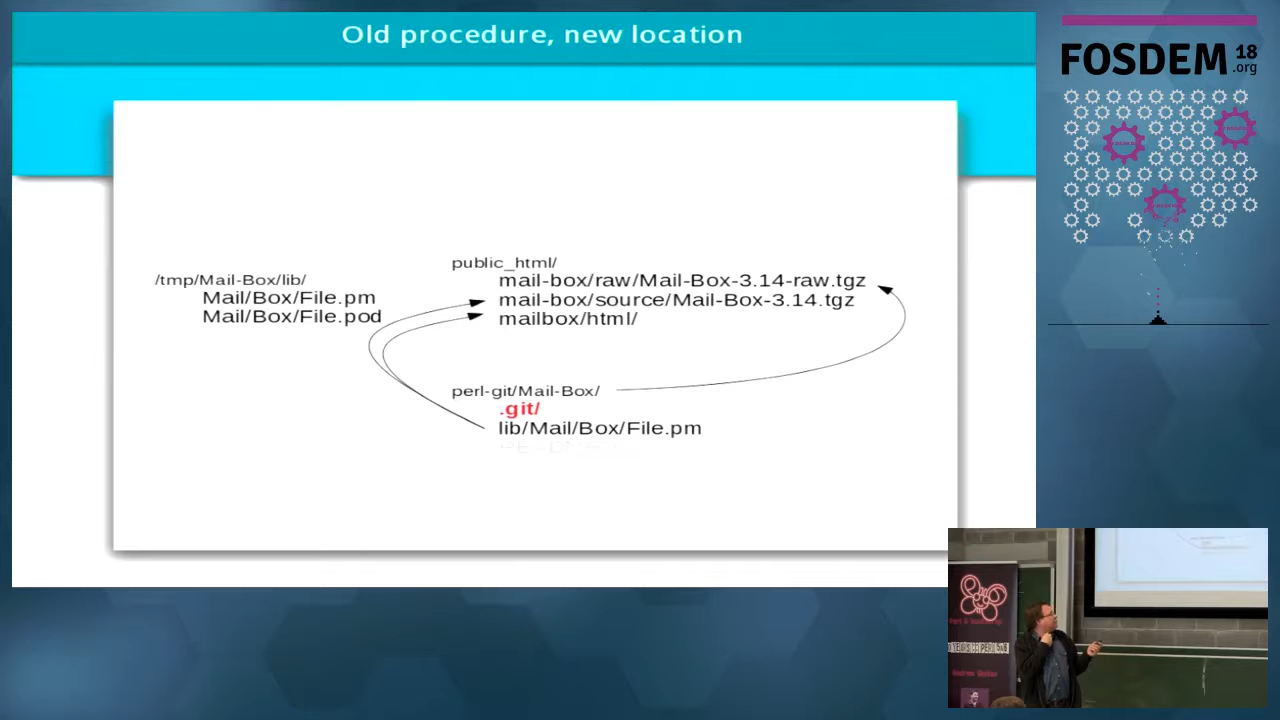 Old procedure, new location
FOSDEM 18
.org
/tmp/Mail-Box/lib/
Mail/Box/File.pm
Mail/Box/File.pod
public_html/
mail-box/raw/Mail-Box-3.14-raw.tgz
mail-box/source/Mail-Box-3.14.tgz
mailbox/html/
perl-git/Mail-Box/
.git/
lib/Mail/Box/File.pm